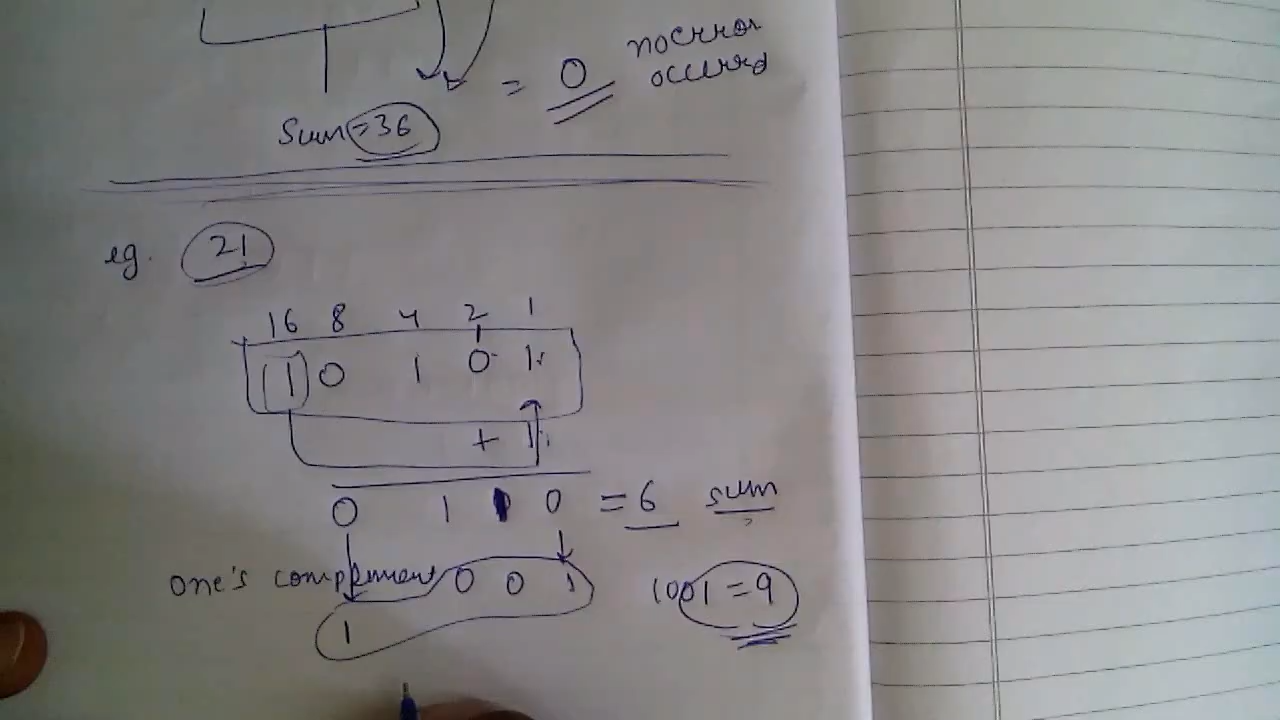 = 0 no error
occurrd
Sum = 36
eg. 21
16 8 4 2 1
1 0 1 0 1
+ 1
0 1 1 0 = 6 sum
one's complement 0 0 1 1001 = 9
1